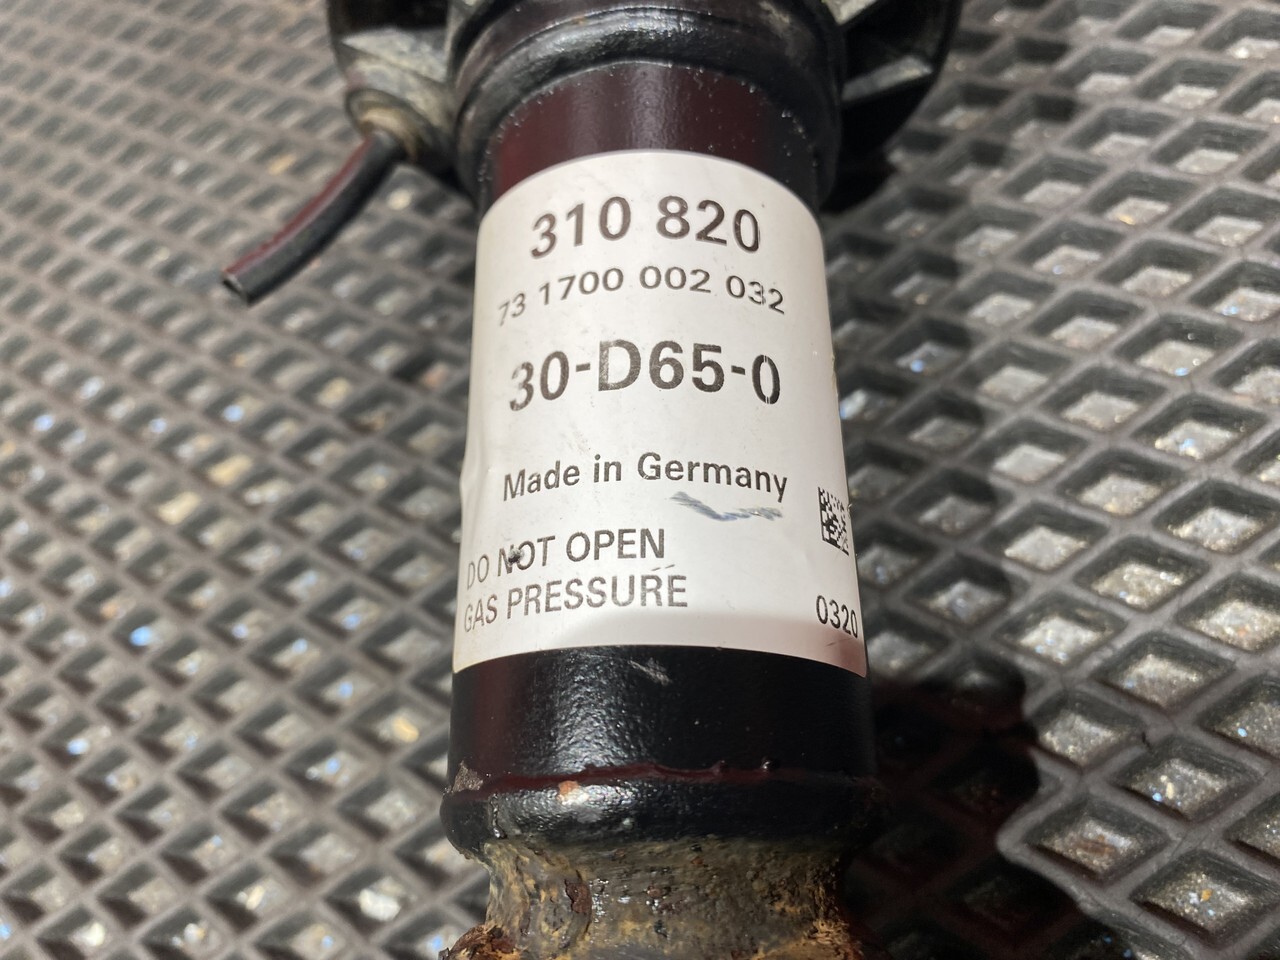 310 820
73 1700 002 032
30-D65-0
Made in Germany
DO NOT OPEN
GAS PRESSURE
0320